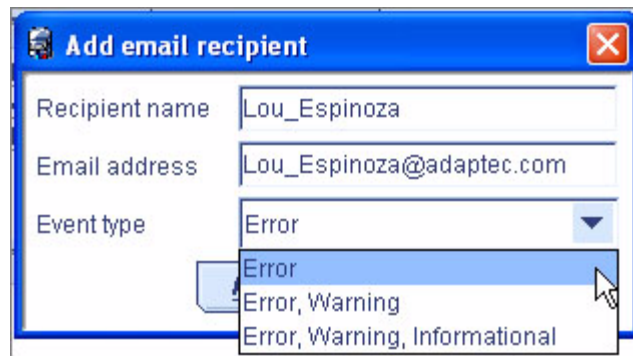 Add email recipient
Recipient name
Lou_Espinoza
Email address
Lou_Espinoza@adaptec.com
Event type
Error
Error
Error, Warning
Error, Warning, Informational